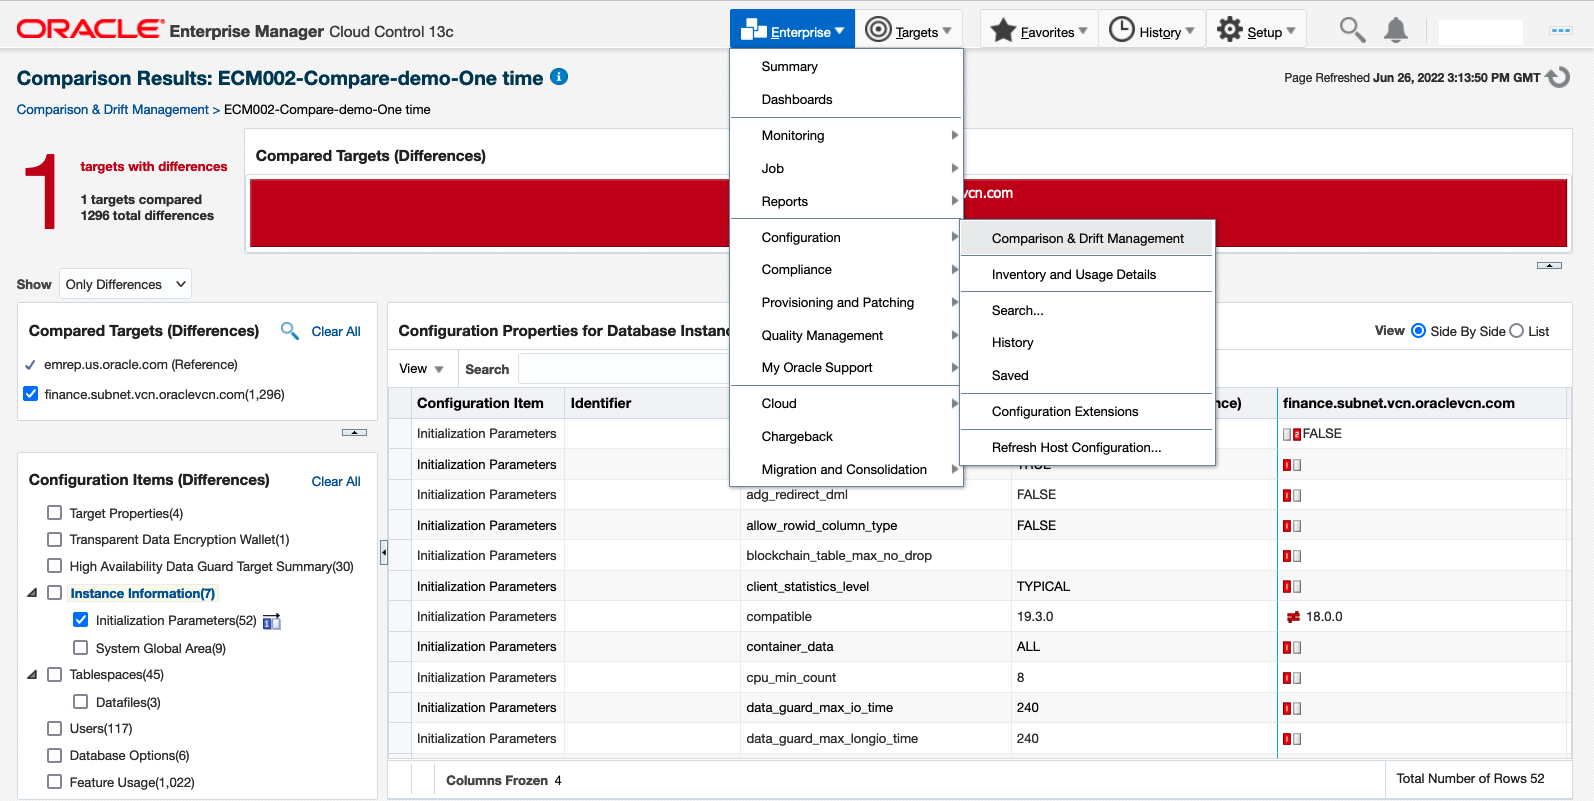 ORACLE® Enterprise Manager Cloud Control 13c
Enterprise
Targets
Favorites
History
Setup
Comparison Results: ECM002-Compare-demo-One time
Page Refreshed Jun 26, 2022 3:13:50 PM GMT
Comparison & Drift Management > ECM002-Compare-demo-One time
1
targets with differences
1 targets compared
1296 total differences
Compared Targets (Differences)
vcn.com
Summary
Dashboards
Monitoring
Job
Reports
Configuration
Compliance
Provisioning and Patching
Quality Management
My Oracle Support
Cloud
Chargeback
Migration and Consolidation
Comparison & Drift Management
Inventory and Usage Details
Search...
History
Saved
Configuration Extensions
Refresh Host Configuration...
Show Only Differences
Compared Targets (Differences) Clear All
emrep.us.oracle.com (Reference)
finance.subnet.vcn.oraclevcn.com(1,296)
Configuration Items (Differences) Clear All
Target Properties(4)
Transparent Data Encryption Wallet(1)
High Availability Data Guard Target Summary(30)
Instance Information(7)
Initialization Parameters(52)
System Global Area(9)
Tablespaces(45)
Datafiles(3)
Users(117)
Database Options(6)
Feature Usage(1,022)
Configuration Properties for Database Instan
View Side By Side List
View Search
Configuration Item Identifier nce) finance.subnet.vcn.oraclevcn.com
Initialization Parameters FALSE
Initialization Parameters TRUE
Initialization Parameters adg_redirect_dml FALSE
Initialization Parameters allow_rowid_column_type FALSE
Initialization Parameters blockchain_table_max_no_drop
Initialization Parameters client_statistics_level TYPICAL
Initialization Parameters compatible 19.3.0 18.0.0
Initialization Parameters container_data ALL
Initialization Parameters cpu_min_count 8
Initialization Parameters data_guard_max_io_time 240
Initialization Parameters data_guard_max_longio_time 240
Columns Frozen 4
Total Number of Rows 52